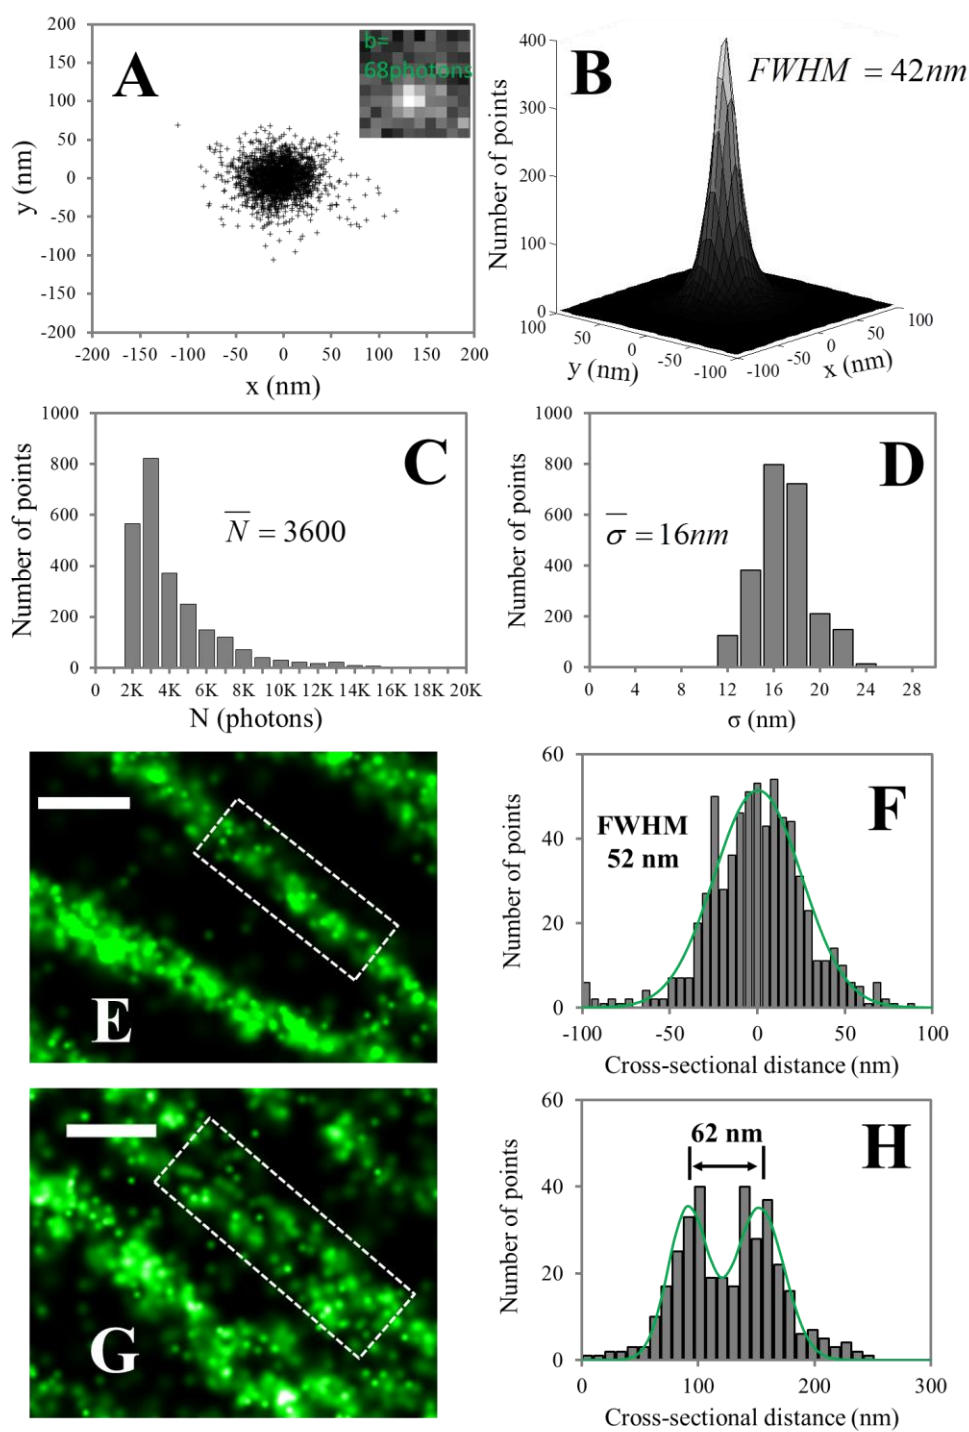 A
b=
68photons
200
150
100
50
0
-50
-100
-150
-200
y (nm)
-200 -150 -100 -50 0 50 100 150 200
x (nm)
B
FWHM = 42nm
400
300
200
100
0
Number of points
100 50 0 -50 -100
y (nm)
-100 -50 0 50 100
x (nm)
C
N̅ = 3600
1000
800
600
400
200
0
Number of points
0 2K 4K 6K 8K 10K 12K 14K 16K 18K 20K
N (photons)
D
σ̅ = 16nm
1000
800
600
400
200
0
Number of points
0 4 8 12 16 20 24 28
σ (nm)
E
F
FWHM
52 nm
60
40
20
0
Number of points
-100 -50 0 50 100
Cross-sectional distance (nm)
G
H
62 nm
60
40
20
0
Number of points
0 100 200 300
Cross-sectional distance (nm)